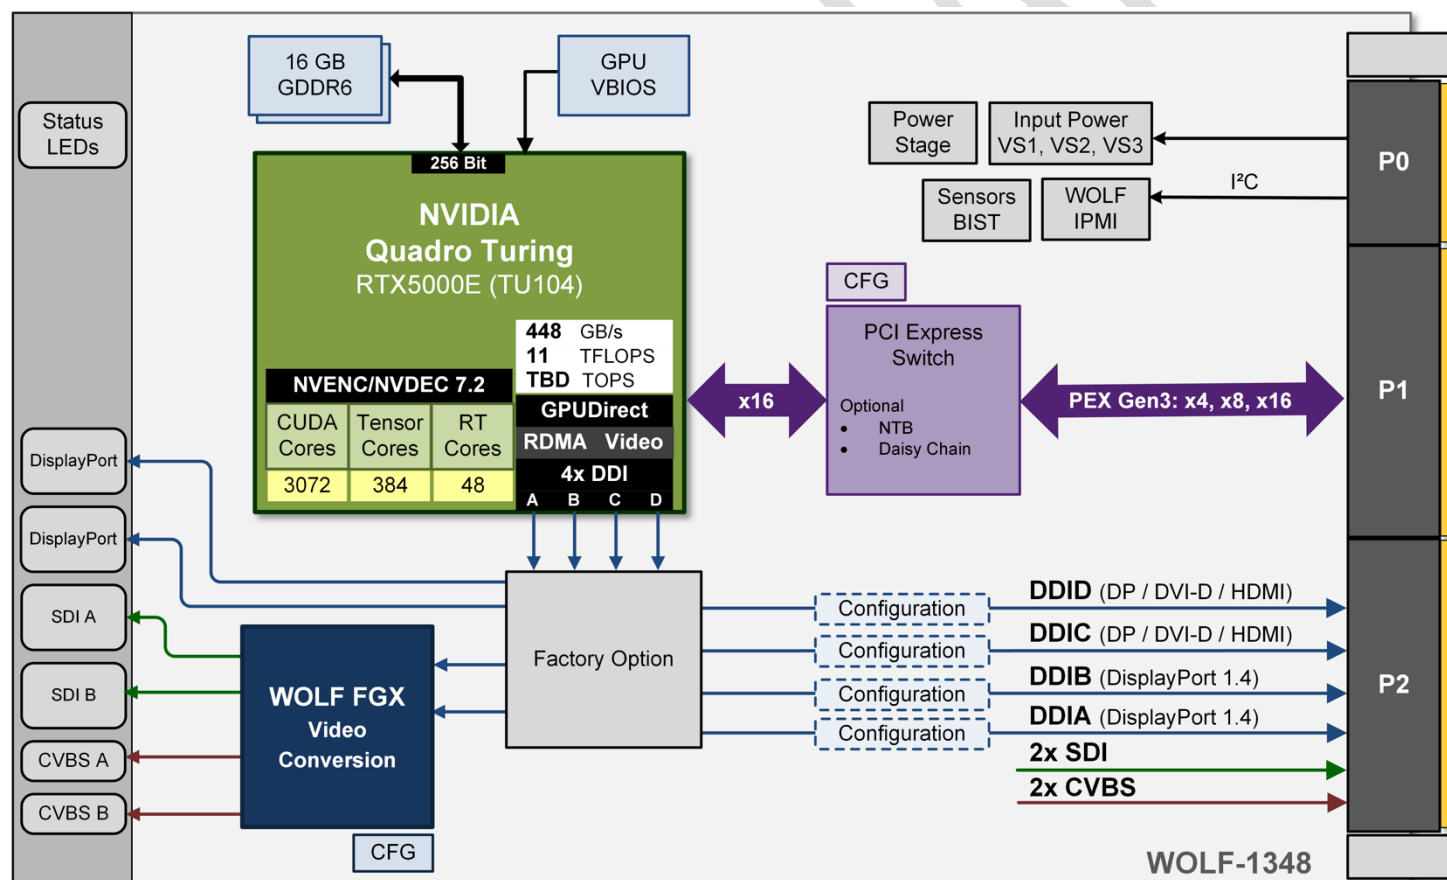 16 GB
GDDR6
GPU
VBIOS
Status
LEDs
Power
Stage
Input Power
VS1, VS2, VS3
P0
256 Bit
I²C
Sensors
BIST
WOLF
IPMI
NVIDIA
Quadro Turing
RTX5000E (TU104)
CFG
448 GB/s
11 TFLOPS
TBD TOPS
PCI Express
Switch
Optional
• NTB
• Daisy Chain
x16
PEX Gen3: x4, x8, x16
P1
NVENC/NVDEC 7.2
GPUDirect
RDMA Video
4x DDI
A B C D
CUDA
Cores
Tensor
Cores
RT
Cores
3072 384 48
DisplayPort
DisplayPort
SDI A
SDI B
CVBS A
CVBS B
WOLF FGX
Video
Conversion
CFG
Factory Option
Configuration
DDID (DP / DVI-D / HDMI)
Configuration
DDIC (DP / DVI-D / HDMI)
Configuration
DDIB (DisplayPort 1.4)
Configuration
DDIA (DisplayPort 1.4)
2x SDI
2x CVBS
P2
WOLF-1348